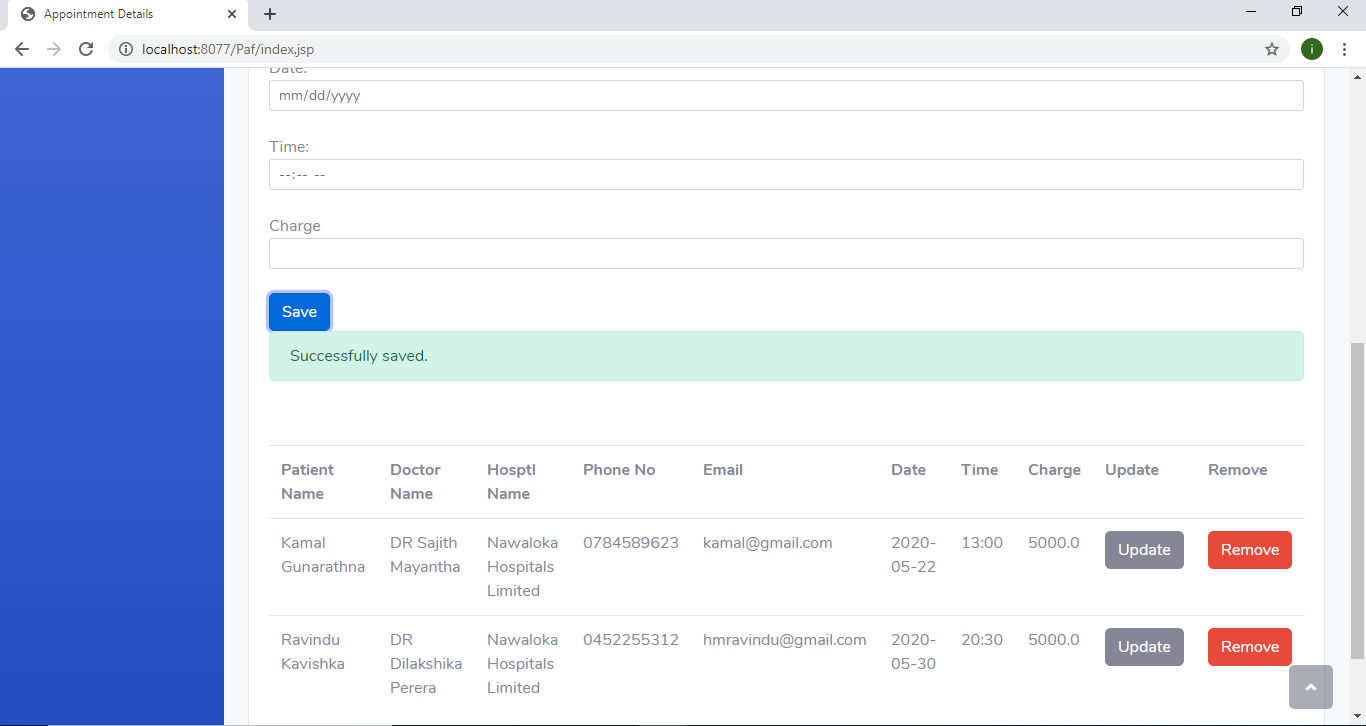 Appointment Details
localhost:8077/Paf/index.jsp
i
Date:
mm/dd/yyyy
Time:
--:-- --
Charge
Save
Successfully saved.
Patient Name Doctor Name Hosptl Name Phone No Email Date Time Charge Update Remove
Kamal Gunarathna DR Sajith Mayantha Nawaloka Hospitals Limited 0784589623 kamal@gmail.com 2020-05-22 13:00 5000.0 Update Remove
Ravindu Kavishka DR Dilakshika Perera Nawaloka Hospitals Limited 0452255312 hmravindu@gmail.com 2020-05-30 20:30 5000.0 Update Remove